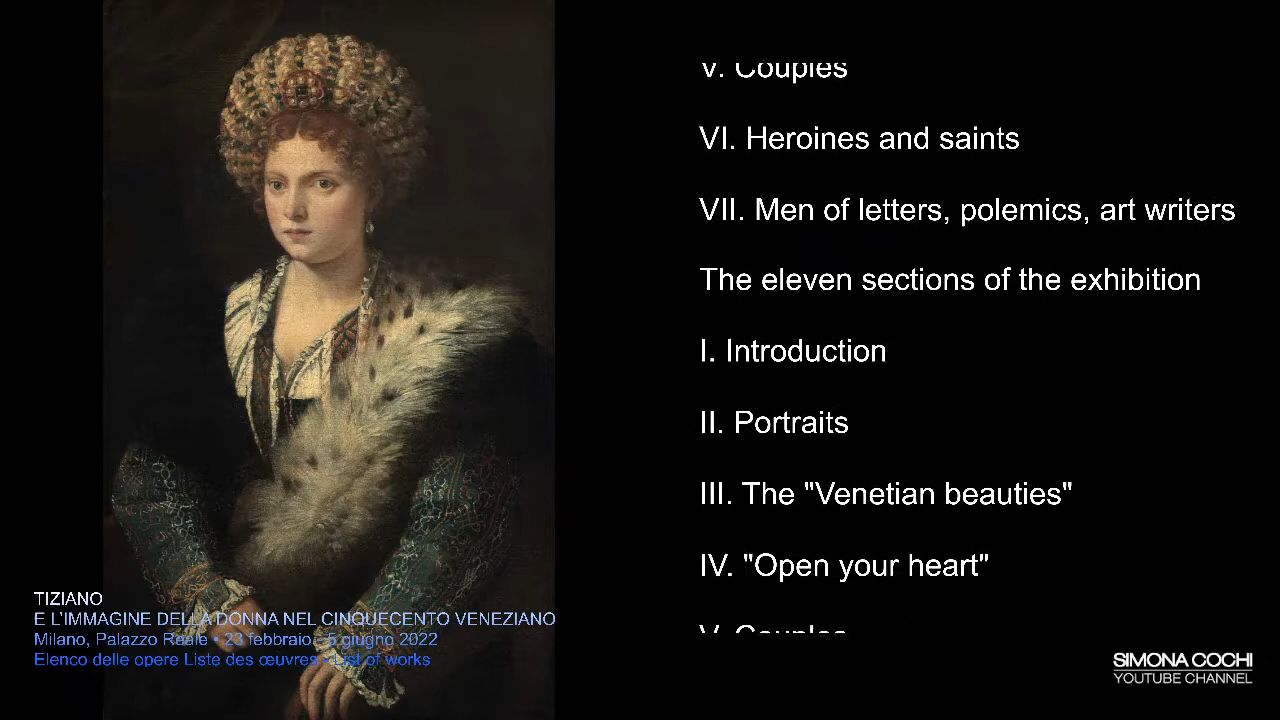 V. Couples
VI. Heroines and saints
VII. Men of letters, polemics, art writers
The eleven sections of the exhibition
I. Introduction
II. Portraits
III. The "Venetian beauties"
IV. "Open your heart"
V. Couples
TIZIANO
E L'IMMAGINE DELLA DONNA NEL CINQUECENTO VENEZIANO
Milano, Palazzo Reale • 23 febbraio - 5 giugno 2022
Elenco delle opere Liste des œuvres - List of works
SIMONA COCHI
YOUTUBE CHANNEL